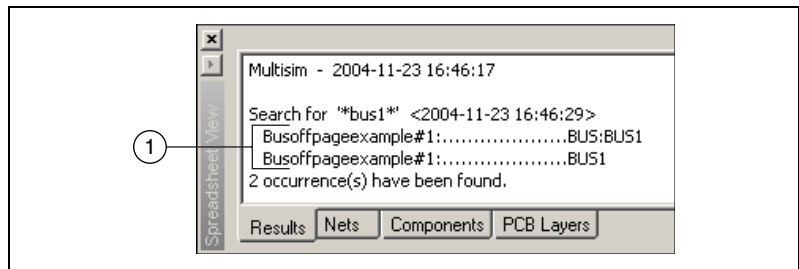 Multisim - 2004-11-23 16:46:17
Search for '*bus1*' <2004-11-23 16:46:29>
Busoffpageexample#1:....................BUS:BUS1
Busoffpageexample#1:....................BUS1
2 occurrence(s) have been found.
1
Spreadsheet View
Results Nets Components PCB Layers